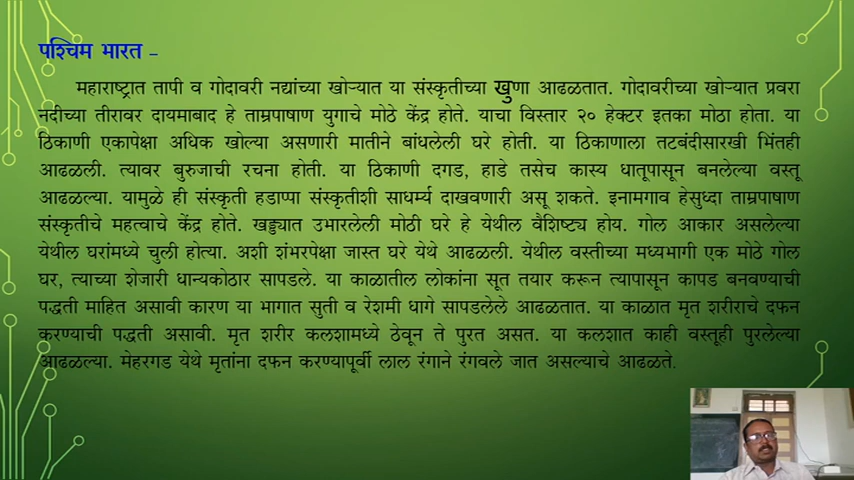 पश्चिम भारत –
महाराष्ट्रात तापी व गोदावरी नद्यांच्या खोऱ्यात या संस्कृतीच्या खुणा आढळतात. गोदावरीच्या खोऱ्यात प्रवरा
नदीच्या तीरावर दायमाबाद हे ताम्रपाषाण युगाचे मोठे केंद्र होते. याचा विस्तार २० हेक्टर इतका मोठा होता. या
ठिकाणी एकापेक्षा अधिक खोल्या असणारी मातीने बांधलेली घरे होती. या ठिकाणाला तटबंदीसारखी भिंतही
आढळली. त्यावर बुरुजाची रचना होती. या ठिकाणी दगड, हाडे तसेच कास्य धातूपासून बनलेल्या वस्तू
आढळल्या. यामुळे ही संस्कृती हडाप्पा संस्कृतीशी साधर्म्य दाखवणारी असू शकते. इनामगाव हेसुध्दा ताम्रपाषाण
संस्कृतीचे महत्वाचे केंद्र होते. खड्ड्यात उभारलेली मोठी घरे हे येथील वैशिष्ट्य होय. गोल आकार असलेल्या
येथील घरांमध्ये चुली होत्या. अशी शंभरपेक्षा जास्त घरे येथे आढळली. येथील वस्तीच्या मध्यभागी एक मोठे गोल
घर, त्याच्या शेजारी धान्यकोठार सापडले. या काळातील लोकांना सूत तयार करून त्यापासून कापड बनवण्याची
पद्धती माहित असावी कारण या भागात सुती व रेशमी धागे सापडलेले आढळतात. या काळात मृत शरीराचे दफन
करण्याची पद्धती असावी. मृत शरीर कलशामध्ये ठेवून ते पुरत असत. या कलशात काही वस्तूही पुरलेल्या
आढळल्या. मेहरगड येथे मृतांना दफन करण्यापूर्वी लाल रंगाने रंगवले जात असल्याचे आढळते.